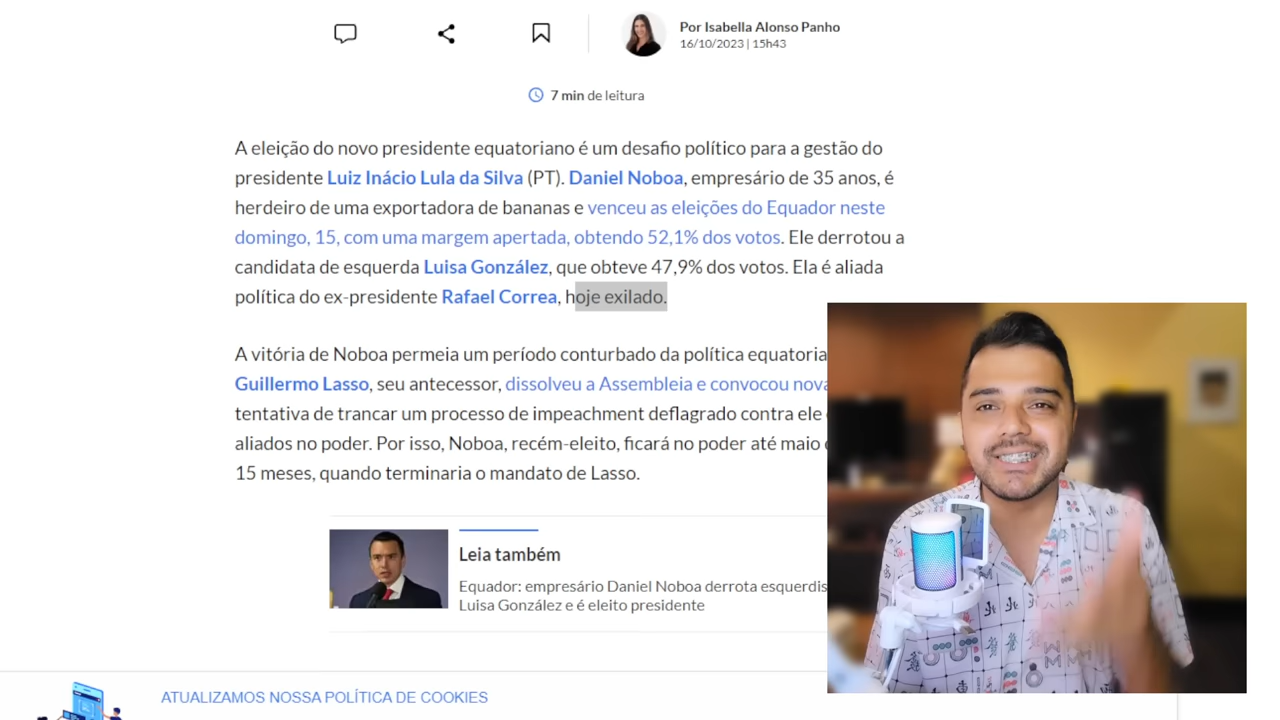 Por Isabella Alonso Panho
16/10/2023 | 15h43
7 min de leitura
A eleição do novo presidente equatoriano é um desafio político para a gestão do
presidente Luiz Inácio Lula da Silva (PT). Daniel Noboa, empresário de 35 anos, é
herdeiro de uma exportadora de bananas e venceu as eleições do Equador neste
domingo, 15, com uma margem apertada, obtendo 52,1% dos votos. Ele derrotou a
candidata de esquerda Luisa González, que obteve 47,9% dos votos. Ela é aliada
política do ex-presidente Rafael Correa, hoje exilado.
A vitória de Noboa permeia um período conturbado da política equatoria
Guillermo Lasso, seu antecessor, dissolveu a Assembleia e convocou nova
tentativa de trancar um processo de impeachment deflagrado contra ele
aliados no poder. Por isso, Noboa, recém-eleito, ficará no poder até maio
15 meses, quando terminaria o mandato de Lasso.
Leia também
Equador: empresário Daniel Noboa derrota esquerdis
Luisa González e é eleito presidente
ATUALIZAMOS NOSSA POLÍTICA DE COOKIES